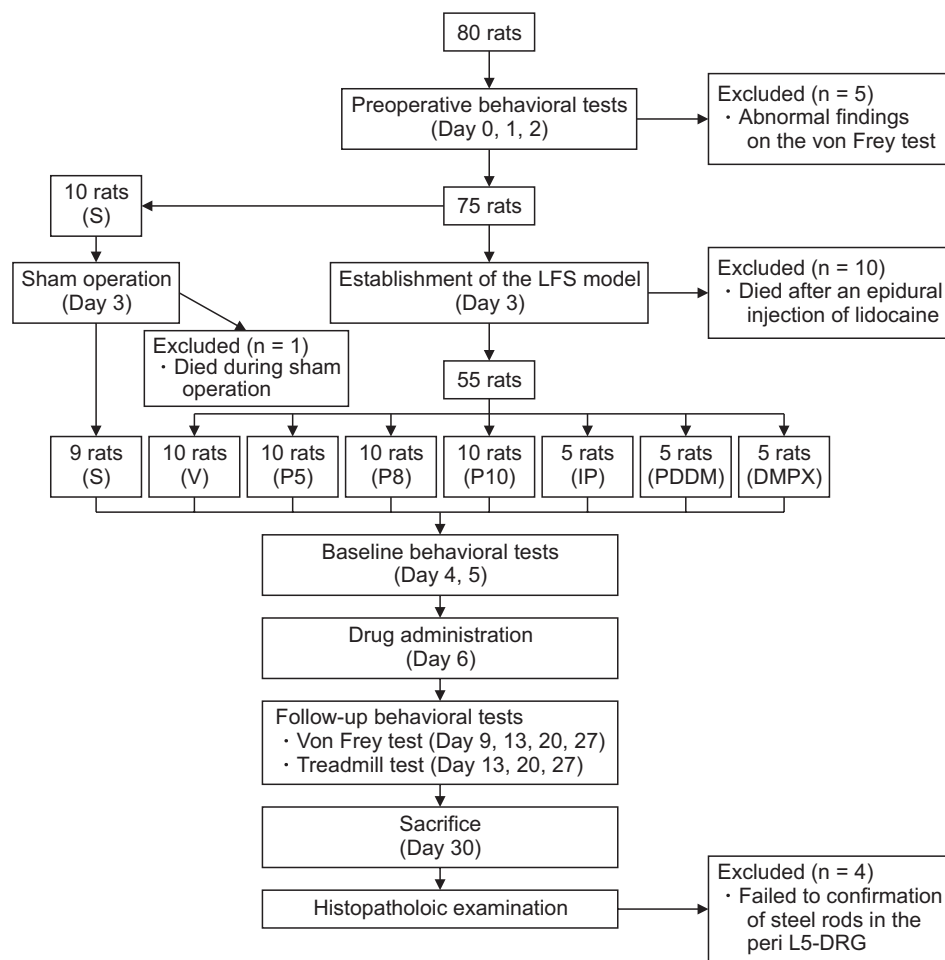 80 rats
Preoperative behavioral tests
(Day 0, 1, 2)
Excluded (n = 5)
· Abnormal findings
on the von Frey test
10 rats
(S)
75 rats
Sham operation
(Day 3)
Establishment of the LFS model
(Day 3)
Excluded (n = 10)
· Died after an epidural
injection of lidocaine
Excluded (n = 1)
· Died during sham
operation
55 rats
9 rats
(S)
10 rats
(V)
10 rats
(P5)
10 rats
(P8)
10 rats
(P10)
5 rats
(IP)
5 rats
(PDDM)
5 rats
(DMPX)
Baseline behavioral tests
(Day 4, 5)
Drug administration
(Day 6)
Follow-up behavioral tests
· Von Frey test (Day 9, 13, 20, 27)
· Treadmill test (Day 13, 20, 27)
Sacrifice
(Day 30)
Histopatholoic examination
Excluded (n = 4)
· Failed to confirmation
of steel rods in the
peri L5-DRG